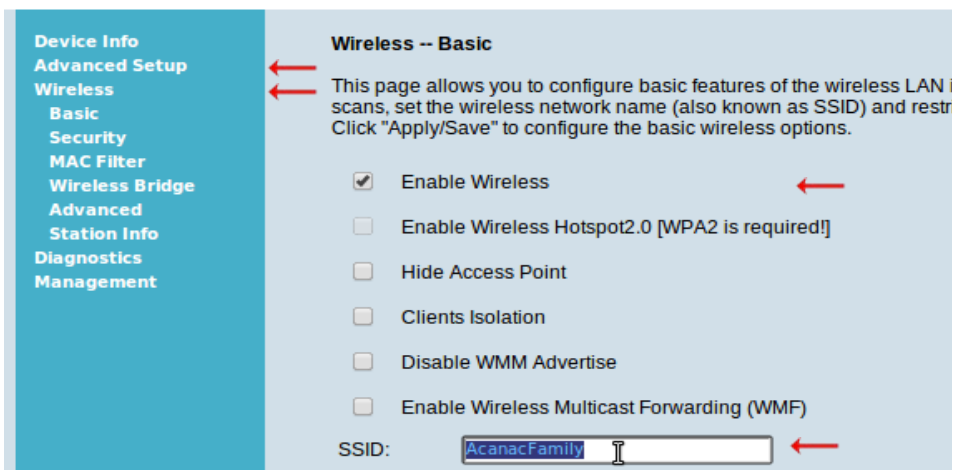 Device Info
Advanced Setup
Wireless
Basic
Security
MAC Filter
Wireless Bridge
Advanced
Station Info
Diagnostics
Management
Wireless -- Basic
This page allows you to configure basic features of the wireless LAN
scans, set the wireless network name (also known as SSID) and restr
Click "Apply/Save" to configure the basic wireless options.
Enable Wireless
Enable Wireless Hotspot2.0 [WPA2 is required!]
Hide Access Point
Clients Isolation
Disable WMM Advertise
Enable Wireless Multicast Forwarding (WMF)
SSID: AcanacFamily